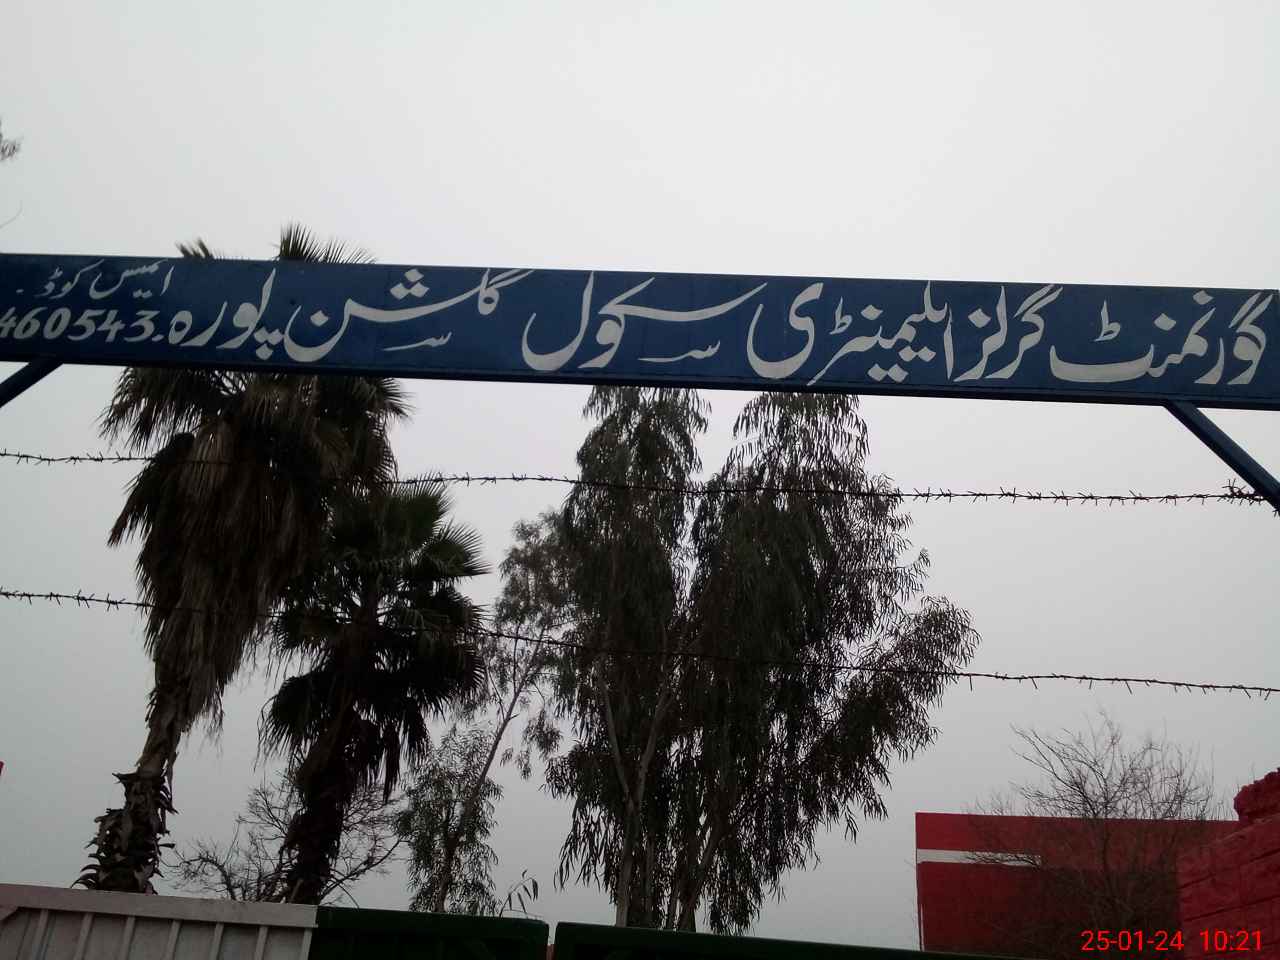 گورنمنٹ گرلز ایلیمنٹری سکول گلشن پورہ
ایمیس کوڈ۔
460543
25-01-24 10:21